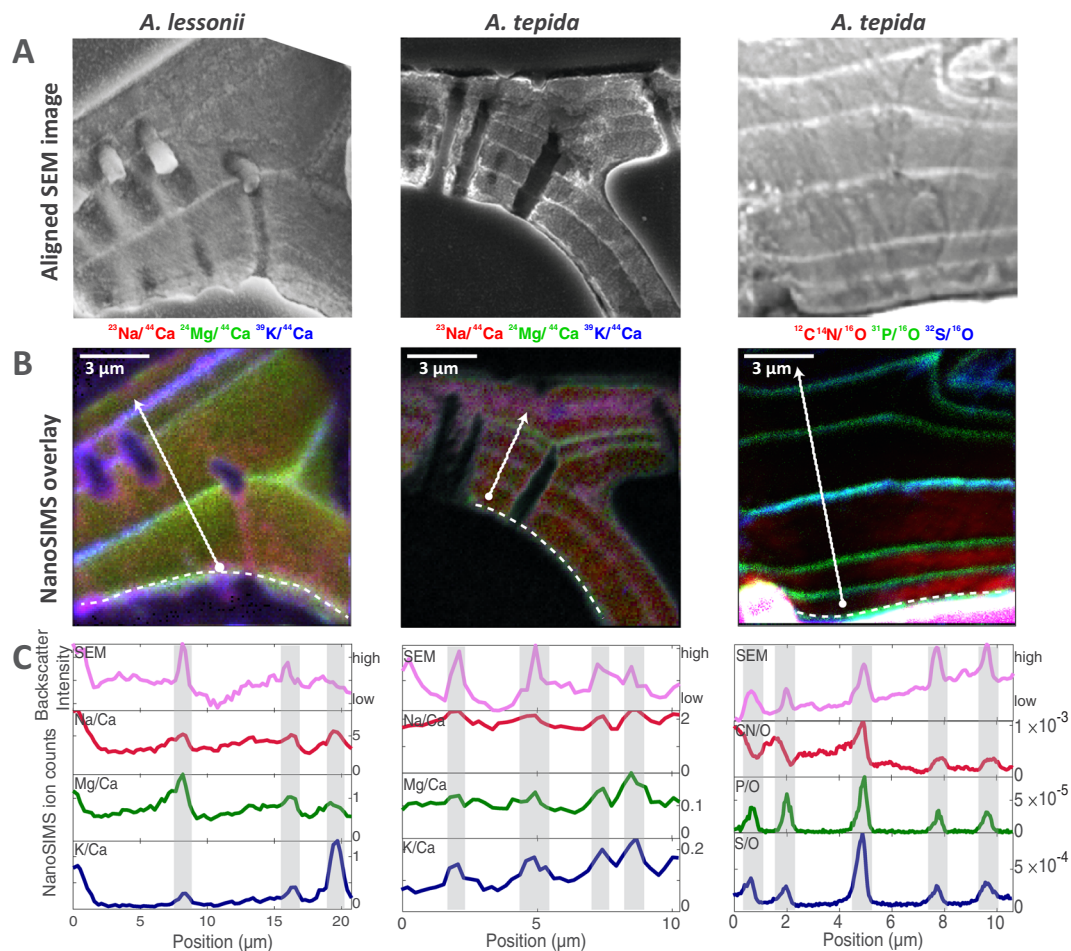 A. lessonii
A. tepida
A. tepida
A
Aligned SEM image
²³Na/⁴⁴Ca ²⁴Mg/⁴⁴Ca ³⁹K/⁴⁴Ca
²³Na/⁴⁴Ca ²⁴Mg/⁴⁴Ca ³⁹K/⁴⁴Ca
¹²C¹⁴N/¹⁶O ³¹P/¹⁶O ³²S/¹⁶O
B
NanoSIMS overlay
3 µm
3 µm
3 µm
C
Backscatter
Intensity
NanoSIMS ion counts
SEM
high
low
Na/Ca
5
Mg/Ca
1
0
K/Ca
1
0
0 5 10 15 20
Position (µm)
SEM
high
low
Na/Ca
2
0
Mg/Ca
0.1
0
K/Ca
0.2
0
0 5 10
Position (µm)
SEM
high
low
CN/O
1 ×10⁻³
0
P/O
5×10⁻⁵
0
S/O
5×10⁻⁴
0
0 2 4 6 8 10
Position (µm)